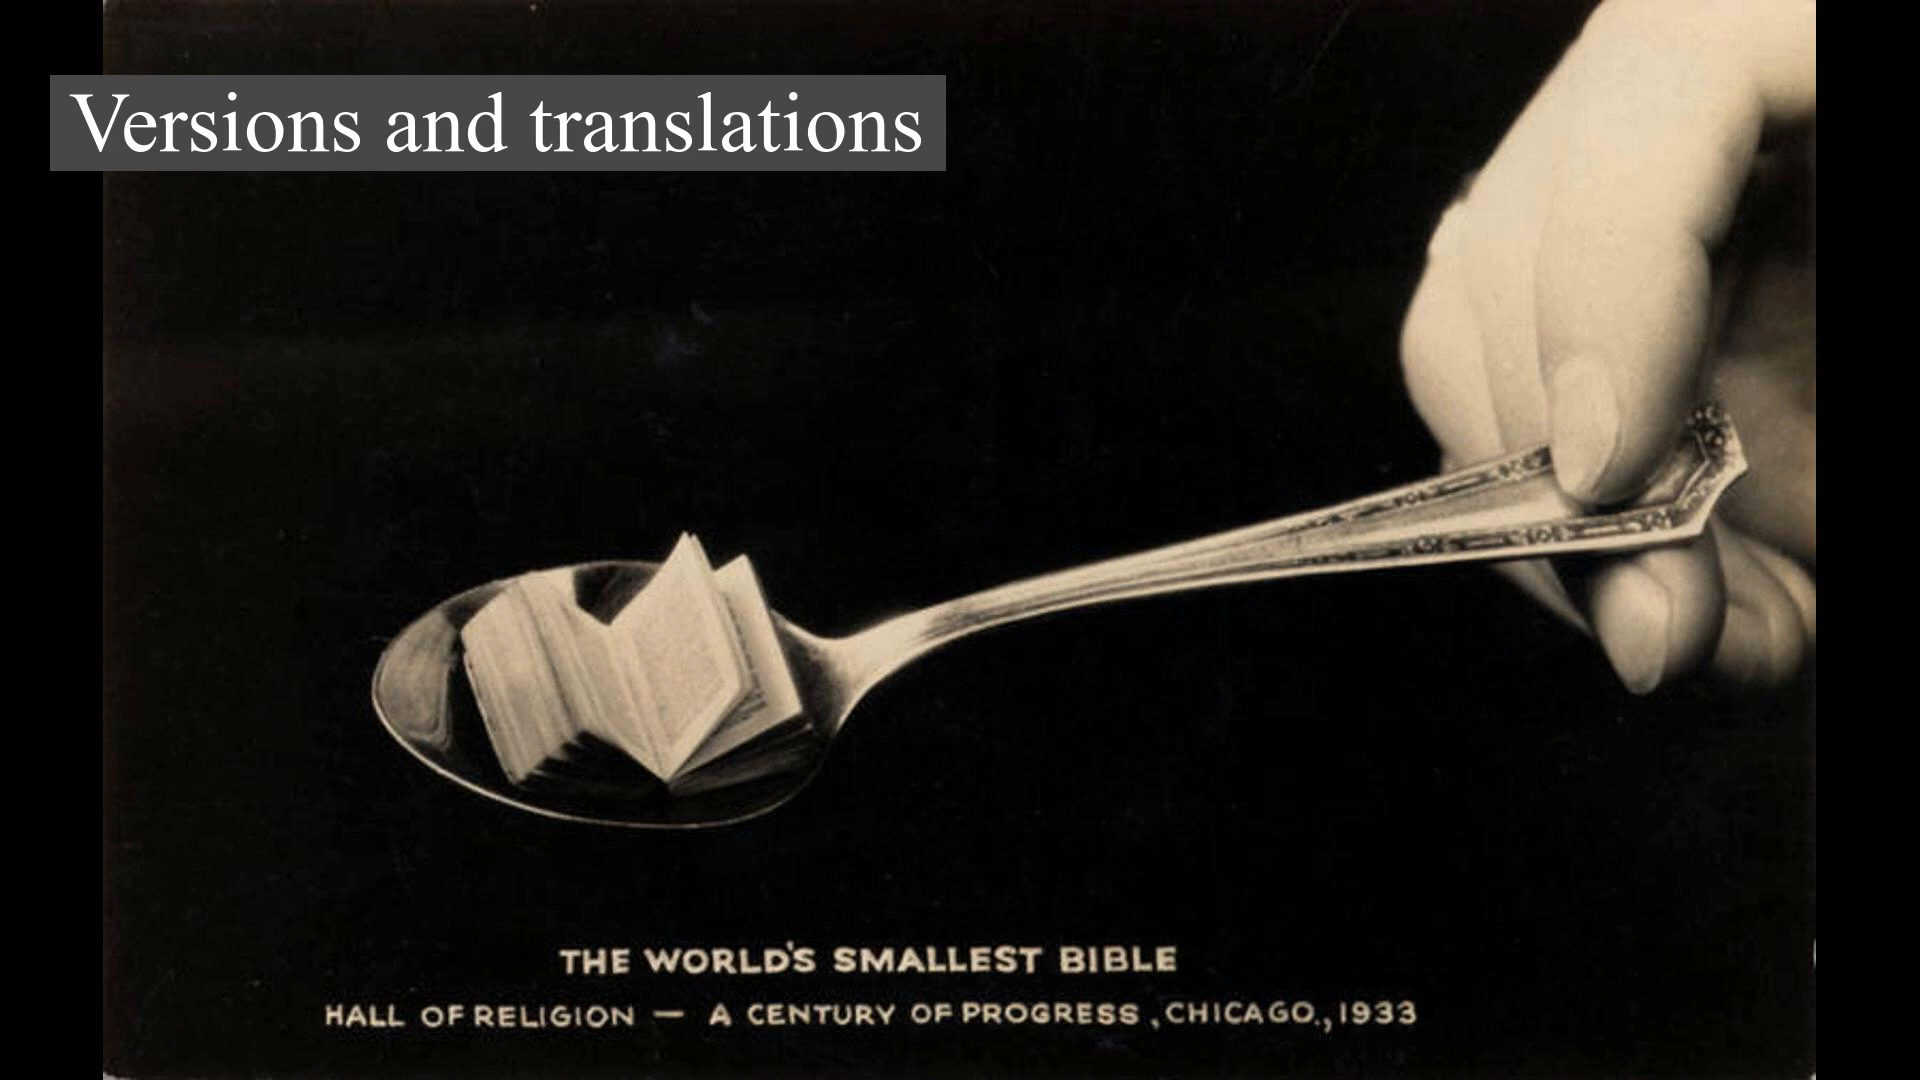 Versions and translations
THE WORLD'S SMALLEST BIBLE
HALL OF RELIGION — A CENTURY OF PROGRESS, CHICAGO., 1933